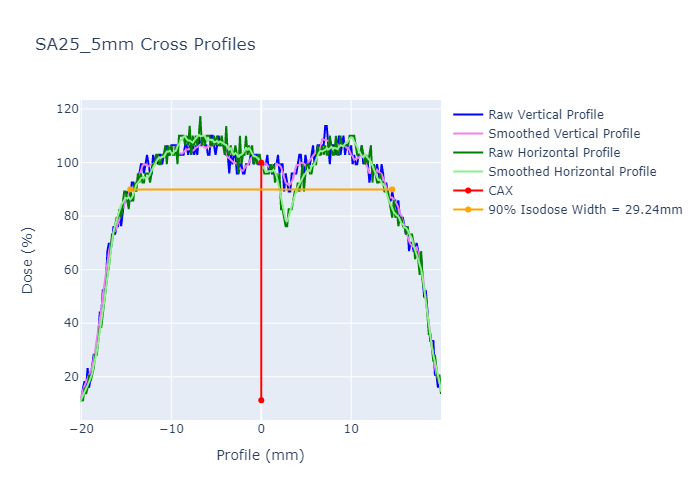 SA25_5mm Cross Profiles
120
100
80
60
40
20
Dose (%)
−20
−10
0
10
Profile (mm)
Raw Vertical Profile
Smoothed Vertical Profile
Raw Horizontal Profile
Smoothed Horizontal Profile
CAX
90% Isodose Width = 29.24mm